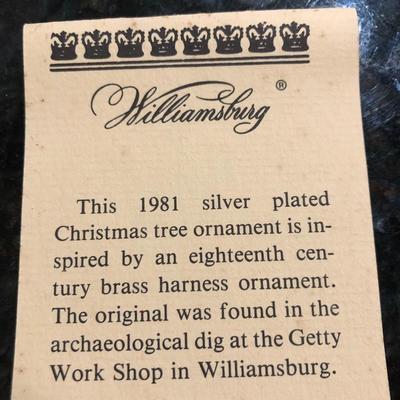 Williamsburg ®
This 1981 silver plated
Christmas tree ornament is in-
spired by an eighteenth cen-
tury brass harness ornament.
The original was found in the
archaeological dig at the Getty
Work Shop in Williamsburg.